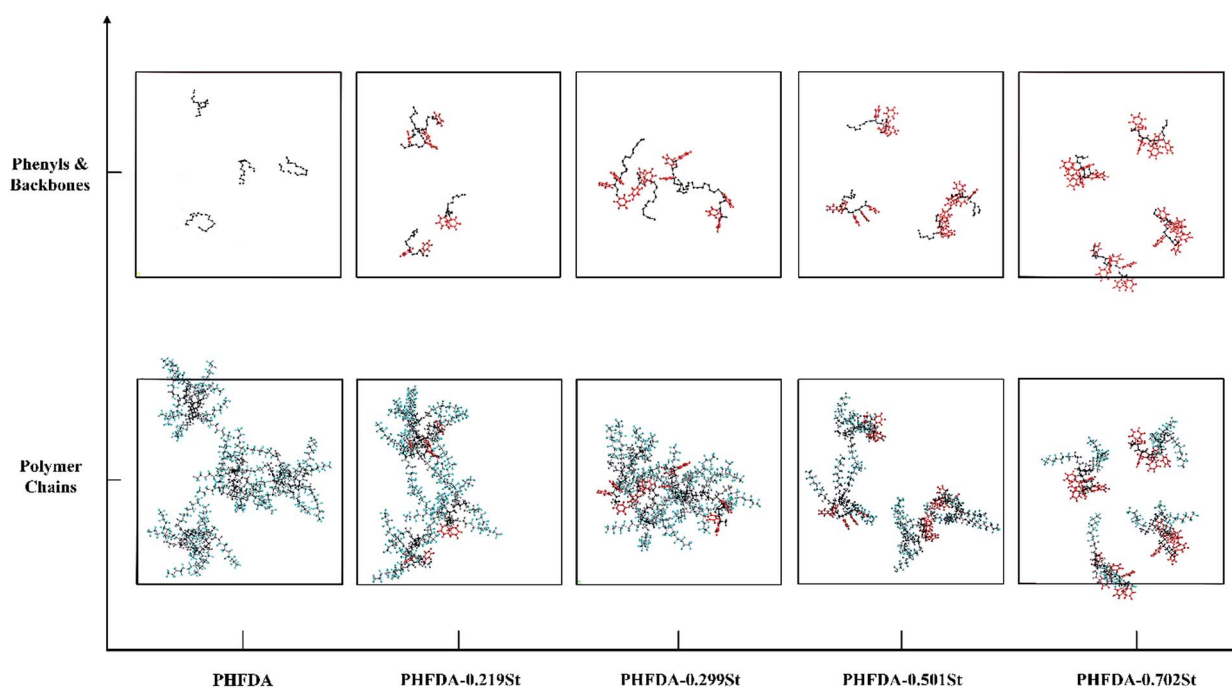 Phenyls &
Backbones
Polymer
Chains
PHFDA
PHFDA-0.219St
PHFDA-0.299St
PHFDA-0.501St
PHFDA-0.702St